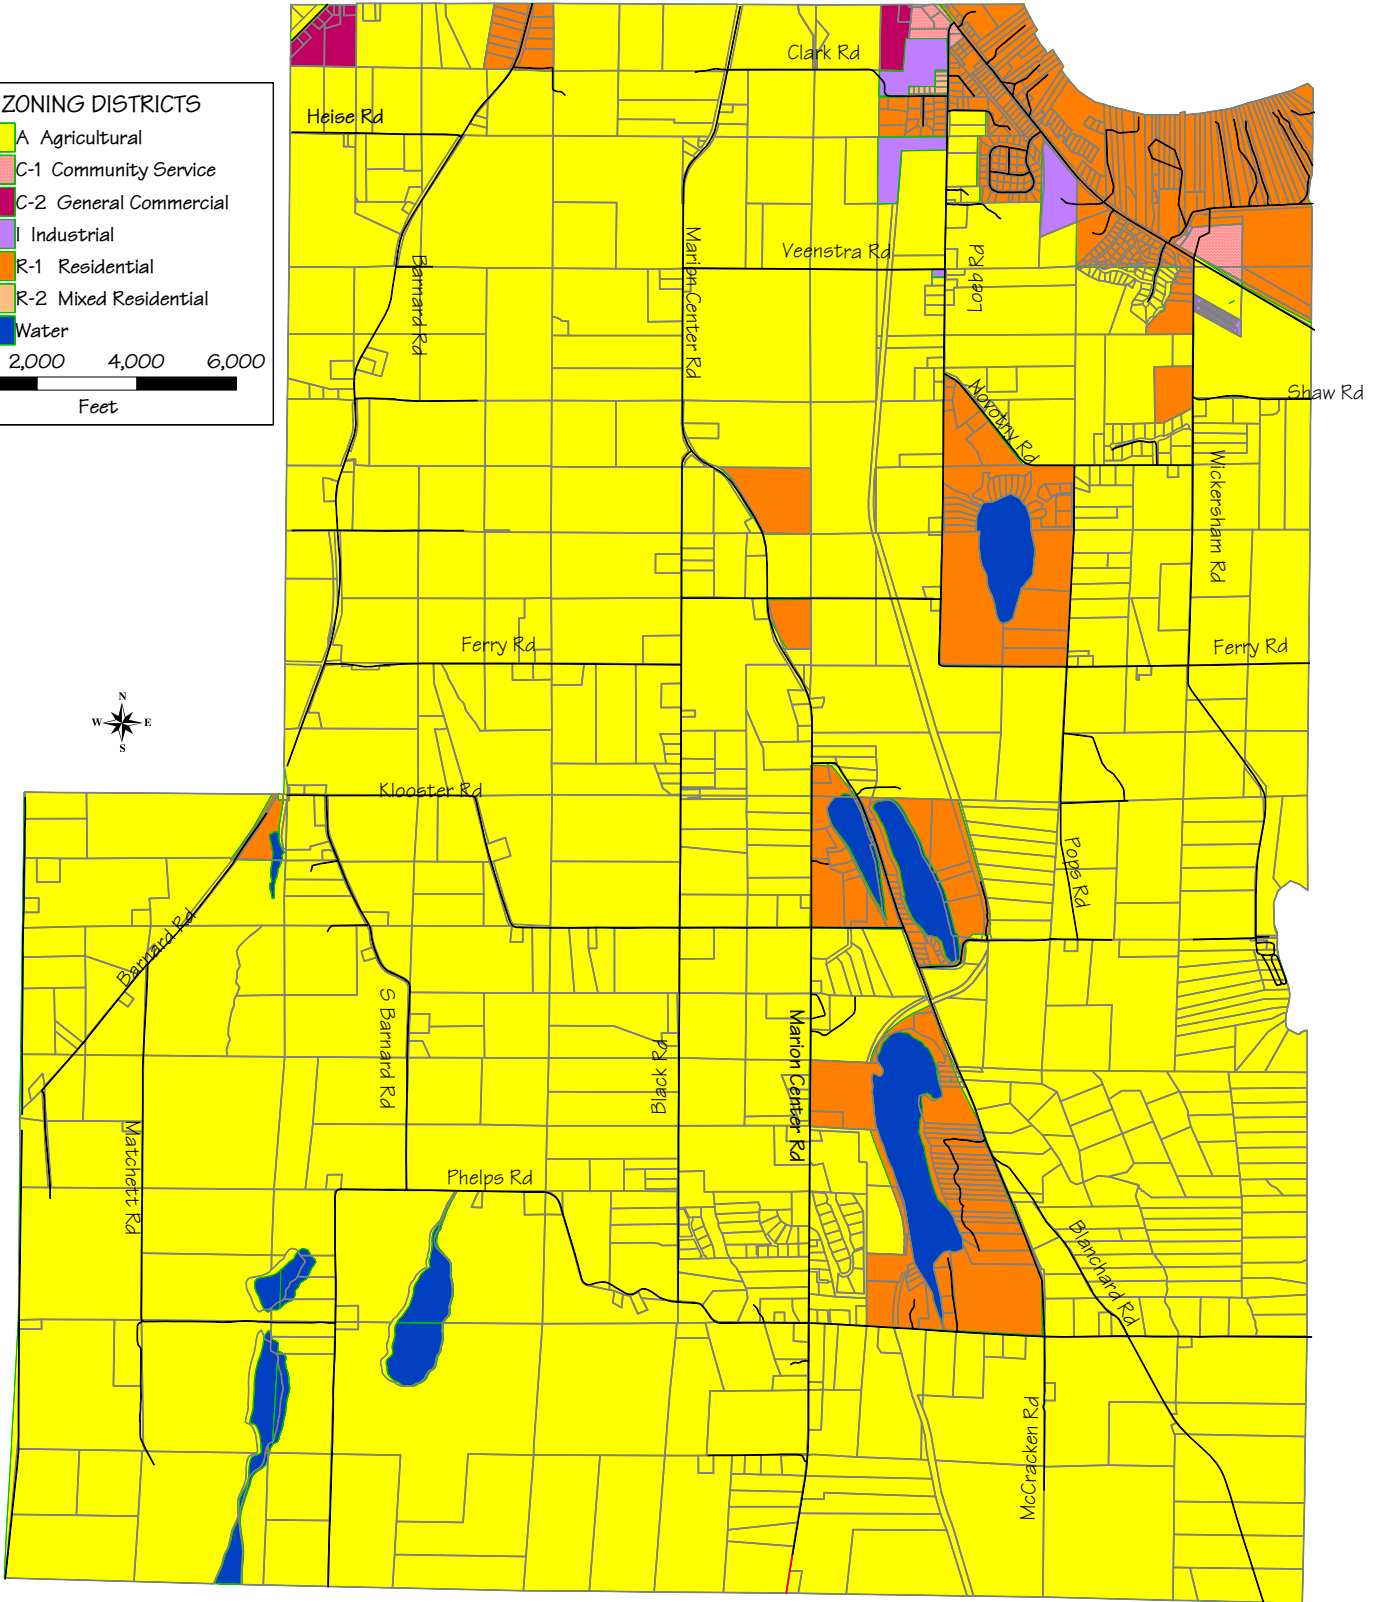 Clark Rd
ZONING DISTRICTS
A Agricultural
C-1 Community Service
C-2 General Commercial
I Industrial
R-1 Residential
R-2 Mixed Residential
Water
2,000 4,000 6,000
Feet
Heise Rd
Barnard Rd
Marion Center Rd
Veenstra Rd
Loeb Rd
Shaw Rd
Novotny Rd
Wickersham Rd
Ferry Rd
Ferry Rd
N
W E
S
Klooster Rd
Pops Rd
Barnard Rd
S Barnard Rd
Black Rd
Marion Center Rd
Matchett Rd
Phelps Rd
Blanchard Rd
McCracken Rd